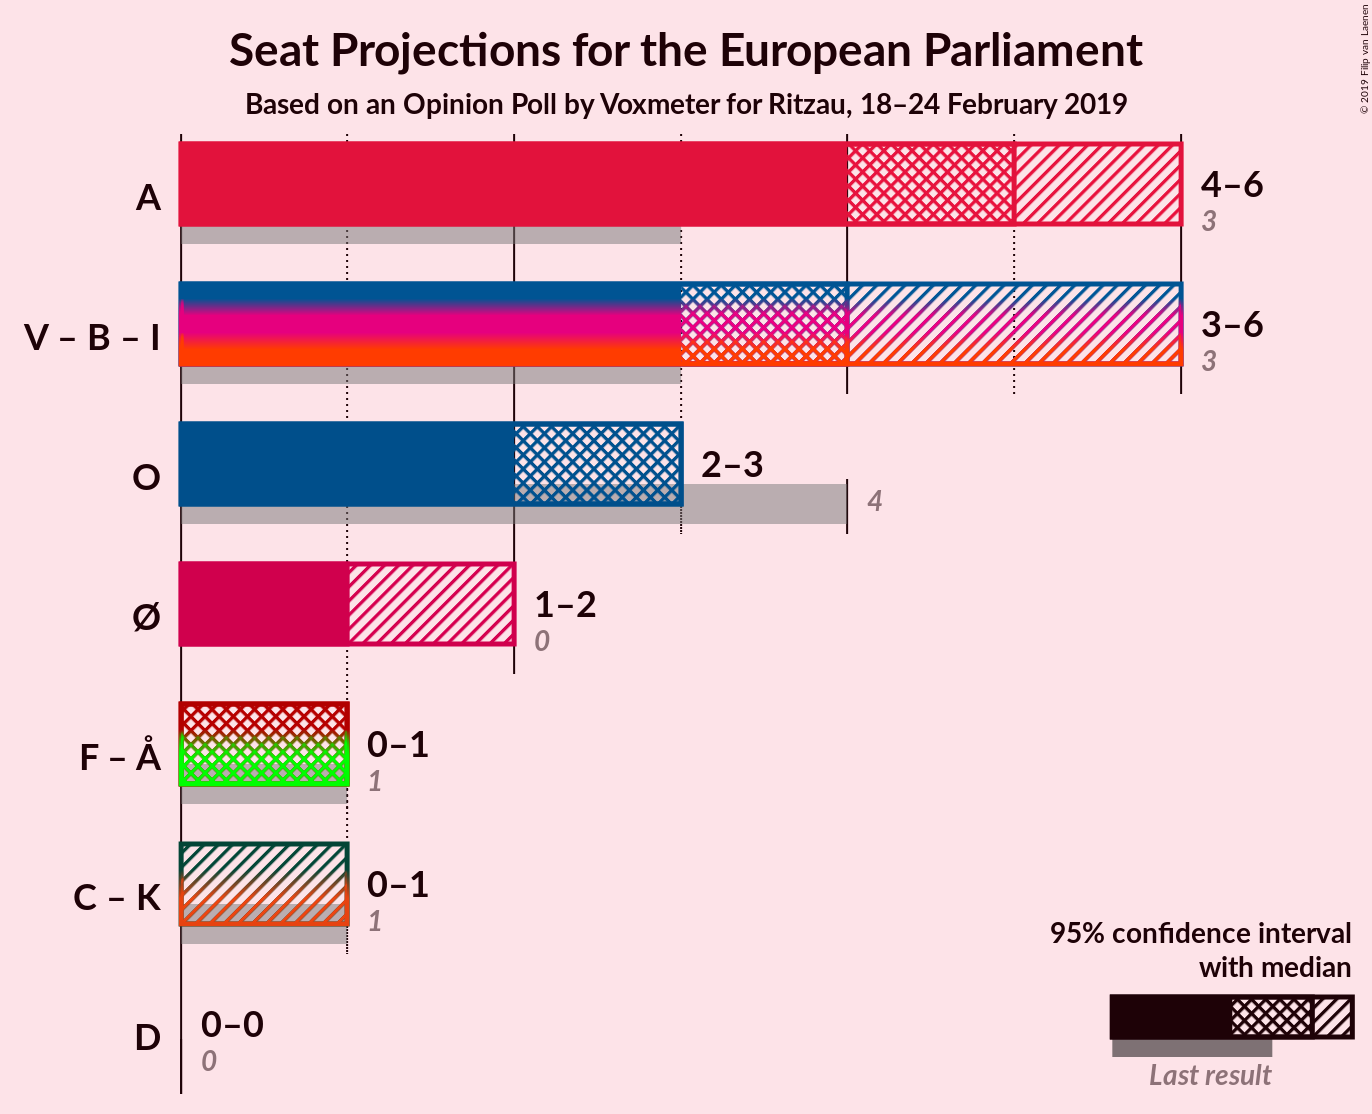 Seat Projections for the European Parliament
Based on an Opinion Poll by Voxmeter for Ritzau, 18–24 February 2019
© 2019 Filip van Laenen
A
4–6
3
V – B – I
3–6
3
O
2–3
4
Ø
1–2
0
F – Å
0–1
1
C – K
0–1
1
D
0–0
0
95% confidence interval
with median
Last result